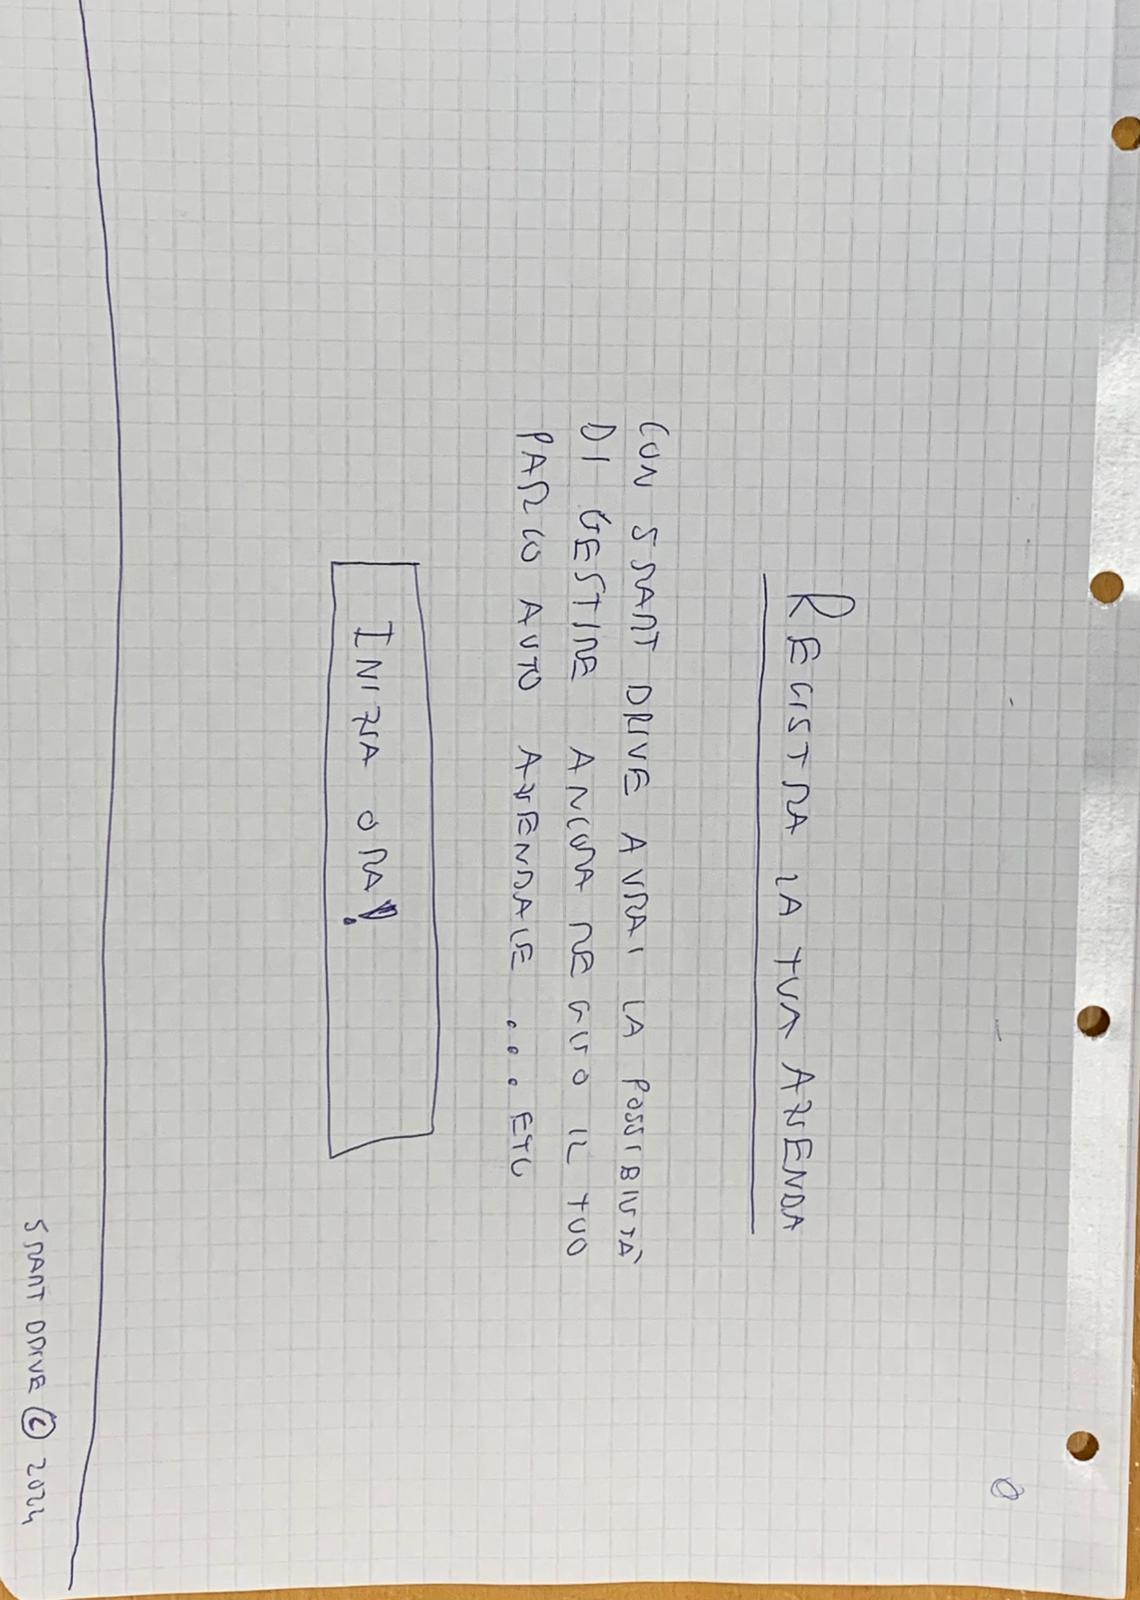 0
REGISTRA LA TUA AZIENDA
CON SMART DRIVE AVRAI LA POSSIBILITÀ
DI GESTIRE ANCORA MEGLIO IL TUO
PARCO AUTO AZIENDALE ... ETC
INIZIA ORA!
SMART DRIVE © 2024